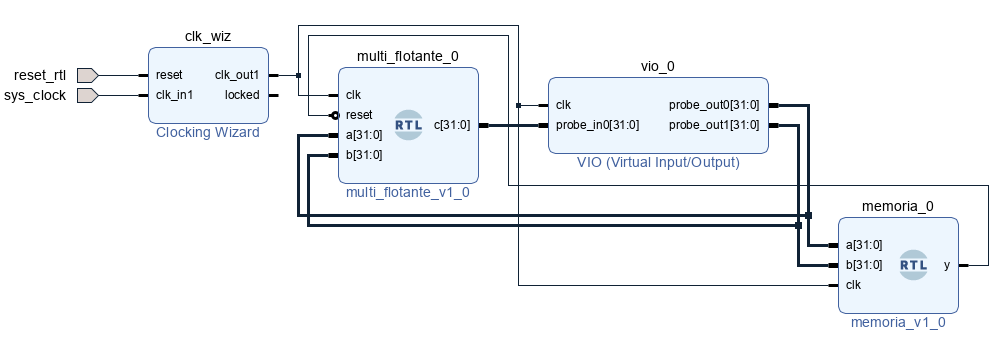 reset_rtl
sys_clock
clk_wiz
reset
clk_in1
clk_out1
locked
Clocking Wizard
multi_flotante_0
clk
reset
a[31:0]
b[31:0]
RTL
c[31:0]
multi_flotante_v1_0
vio_0
clk
probe_in0[31:0]
probe_out0[31:0]
probe_out1[31:0]
VIO (Virtual Input/Output)
memoria_0
a[31:0]
b[31:0]
clk
RTL
y
memoria_v1_0